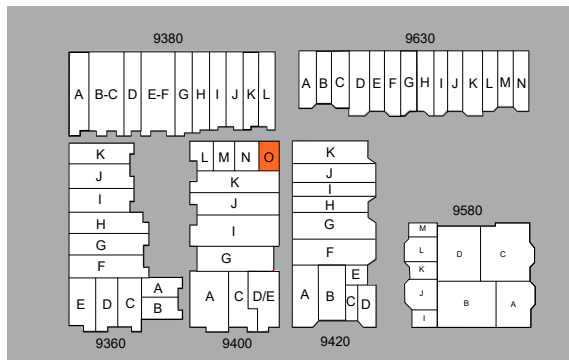 9380
9630
A B-C D E-F G H I J K L
A B C D E F G H I J K L M N
K
J
I
H
G
F
E D C
A
B
9360
L M N O
K
J
I
G
A C D/E
9400
K
J
I
H
G
F
E
A B C D
9420
9580
M
L
K
J
I
D C
B A